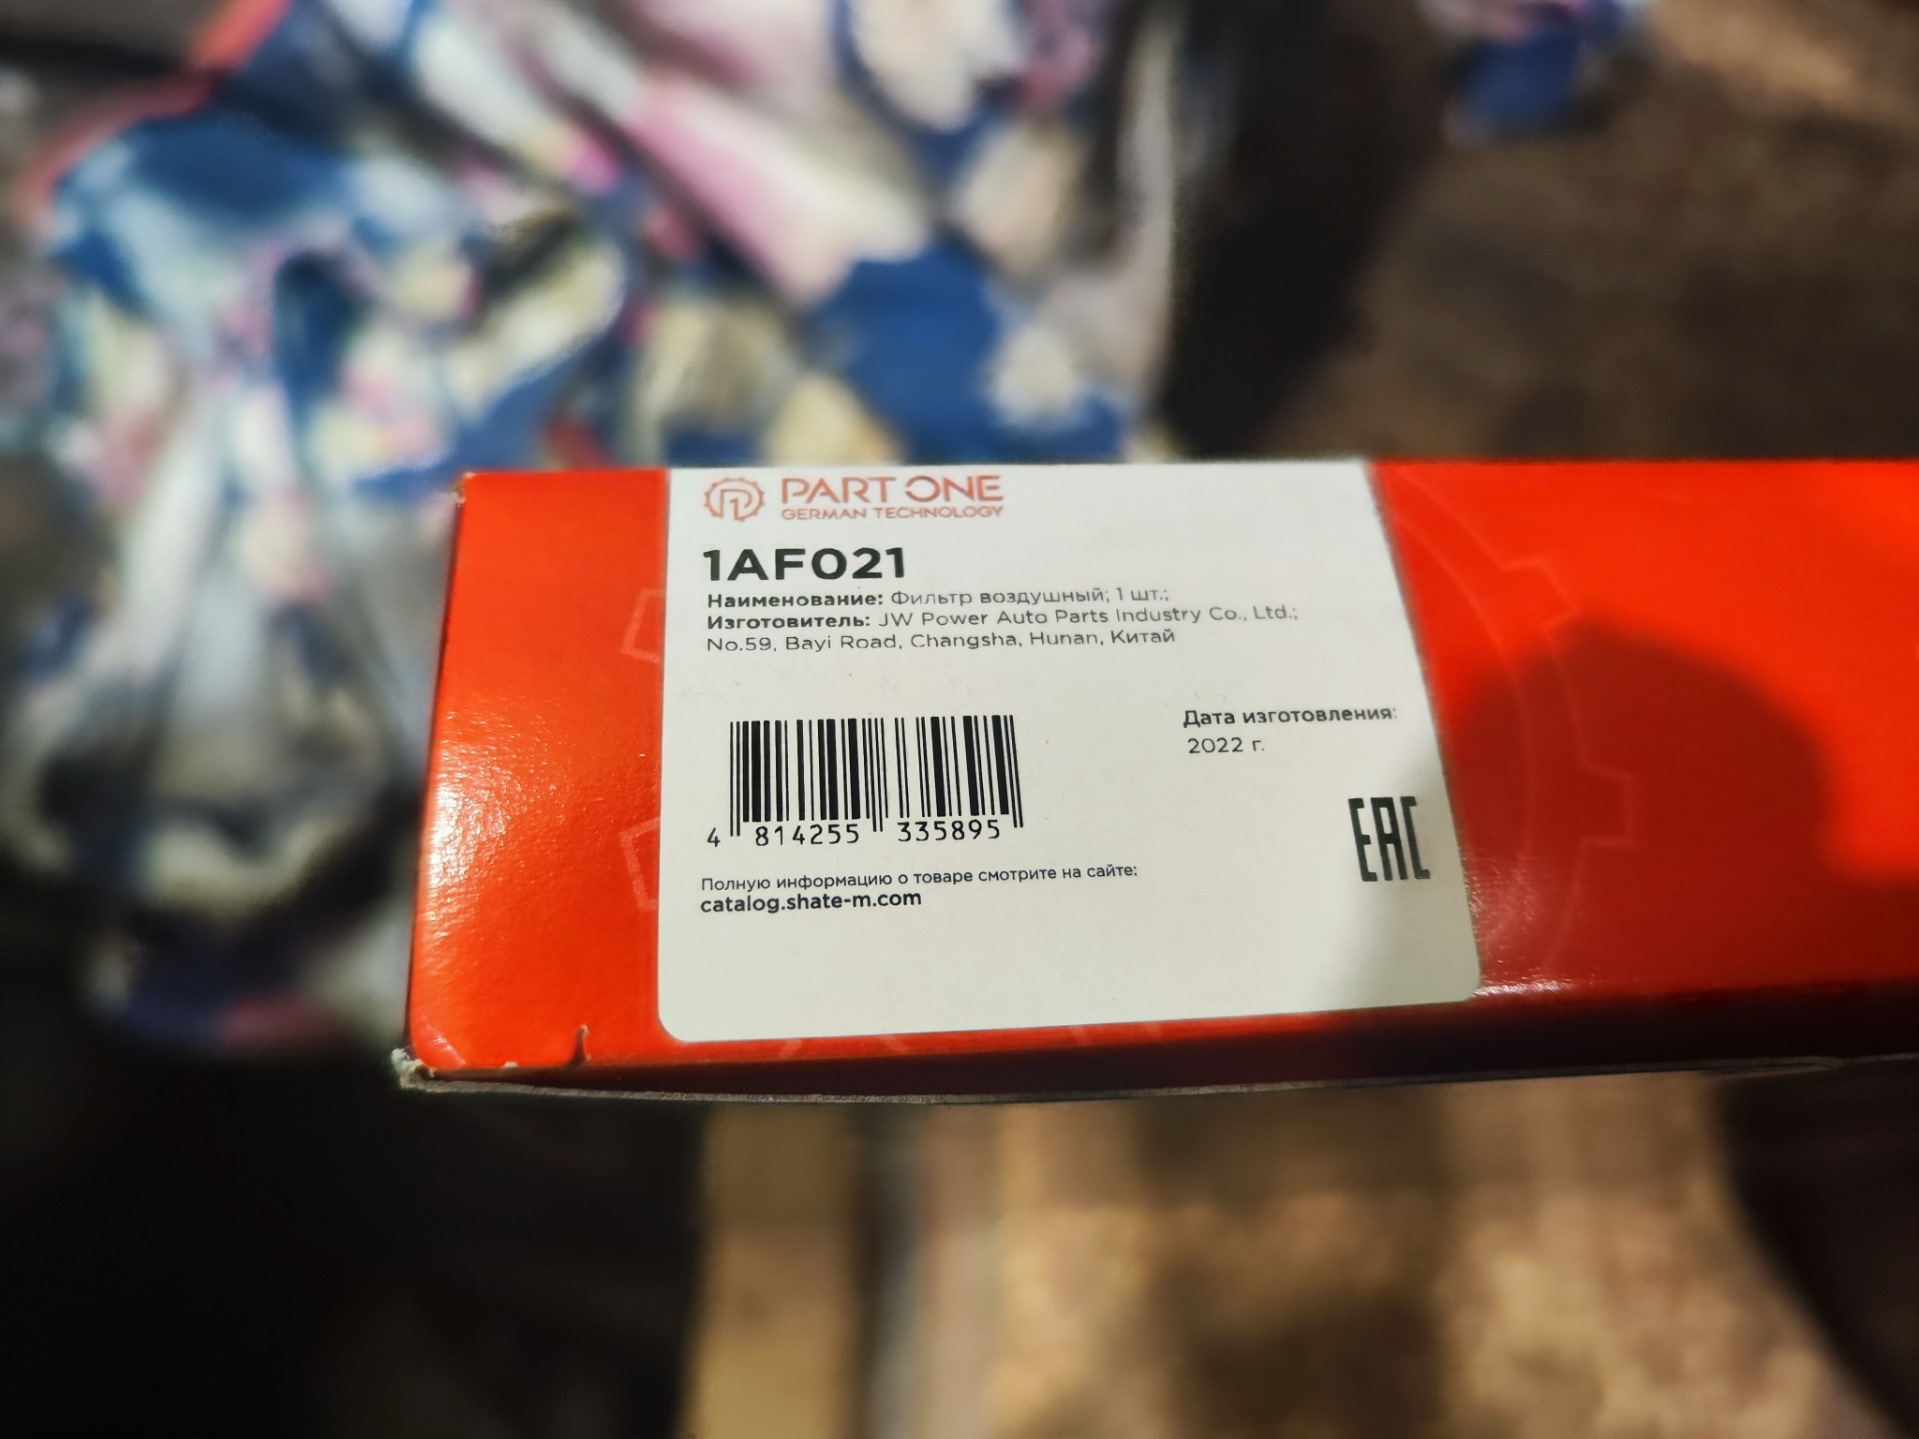 PART ONE
GERMAN TECHNOLOGY
1AF021
Наименование: Фильтр воздушный; 1 шт.;
Изготовитель: JW Power Auto Parts Industry Co., Ltd.;
No.59, Bayi Road, Changsha, Hunan, Китай
Дата изготовления:
2022 г.
4 814255 335895
EAC
Полную информацию о товаре смотрите на сайте:
catalog.shate-m.com